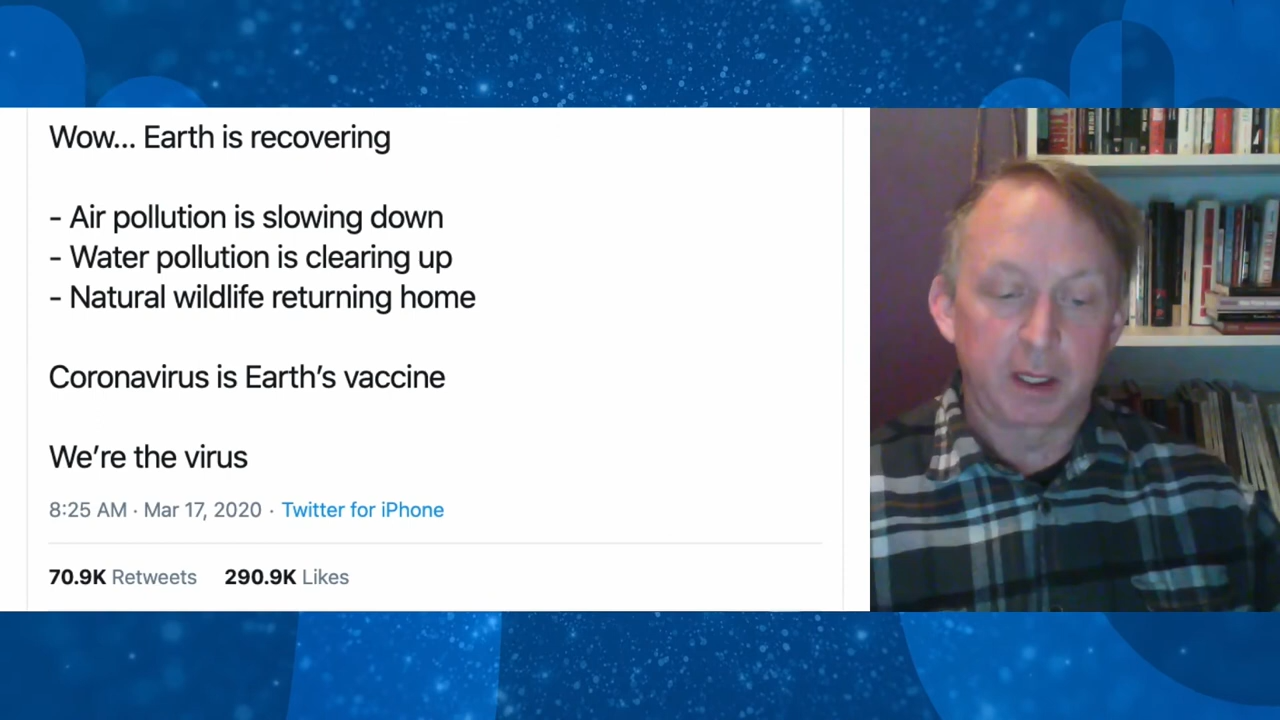 Wow... Earth is recovering
- Air pollution is slowing down
- Water pollution is clearing up
- Natural wildlife returning home
Coronavirus is Earth’s vaccine
We’re the virus
8:25 AM · Mar 17, 2020 · Twitter for iPhone
70.9K Retweets 290.9K Likes